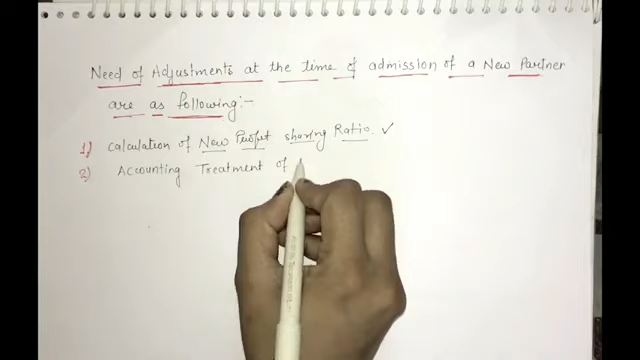 Need of Adjustments at the time of admission of a New Partner
are as following:-
1) Calculation of New Profit sharing Ratio. ✓
2) Accounting Treatment of